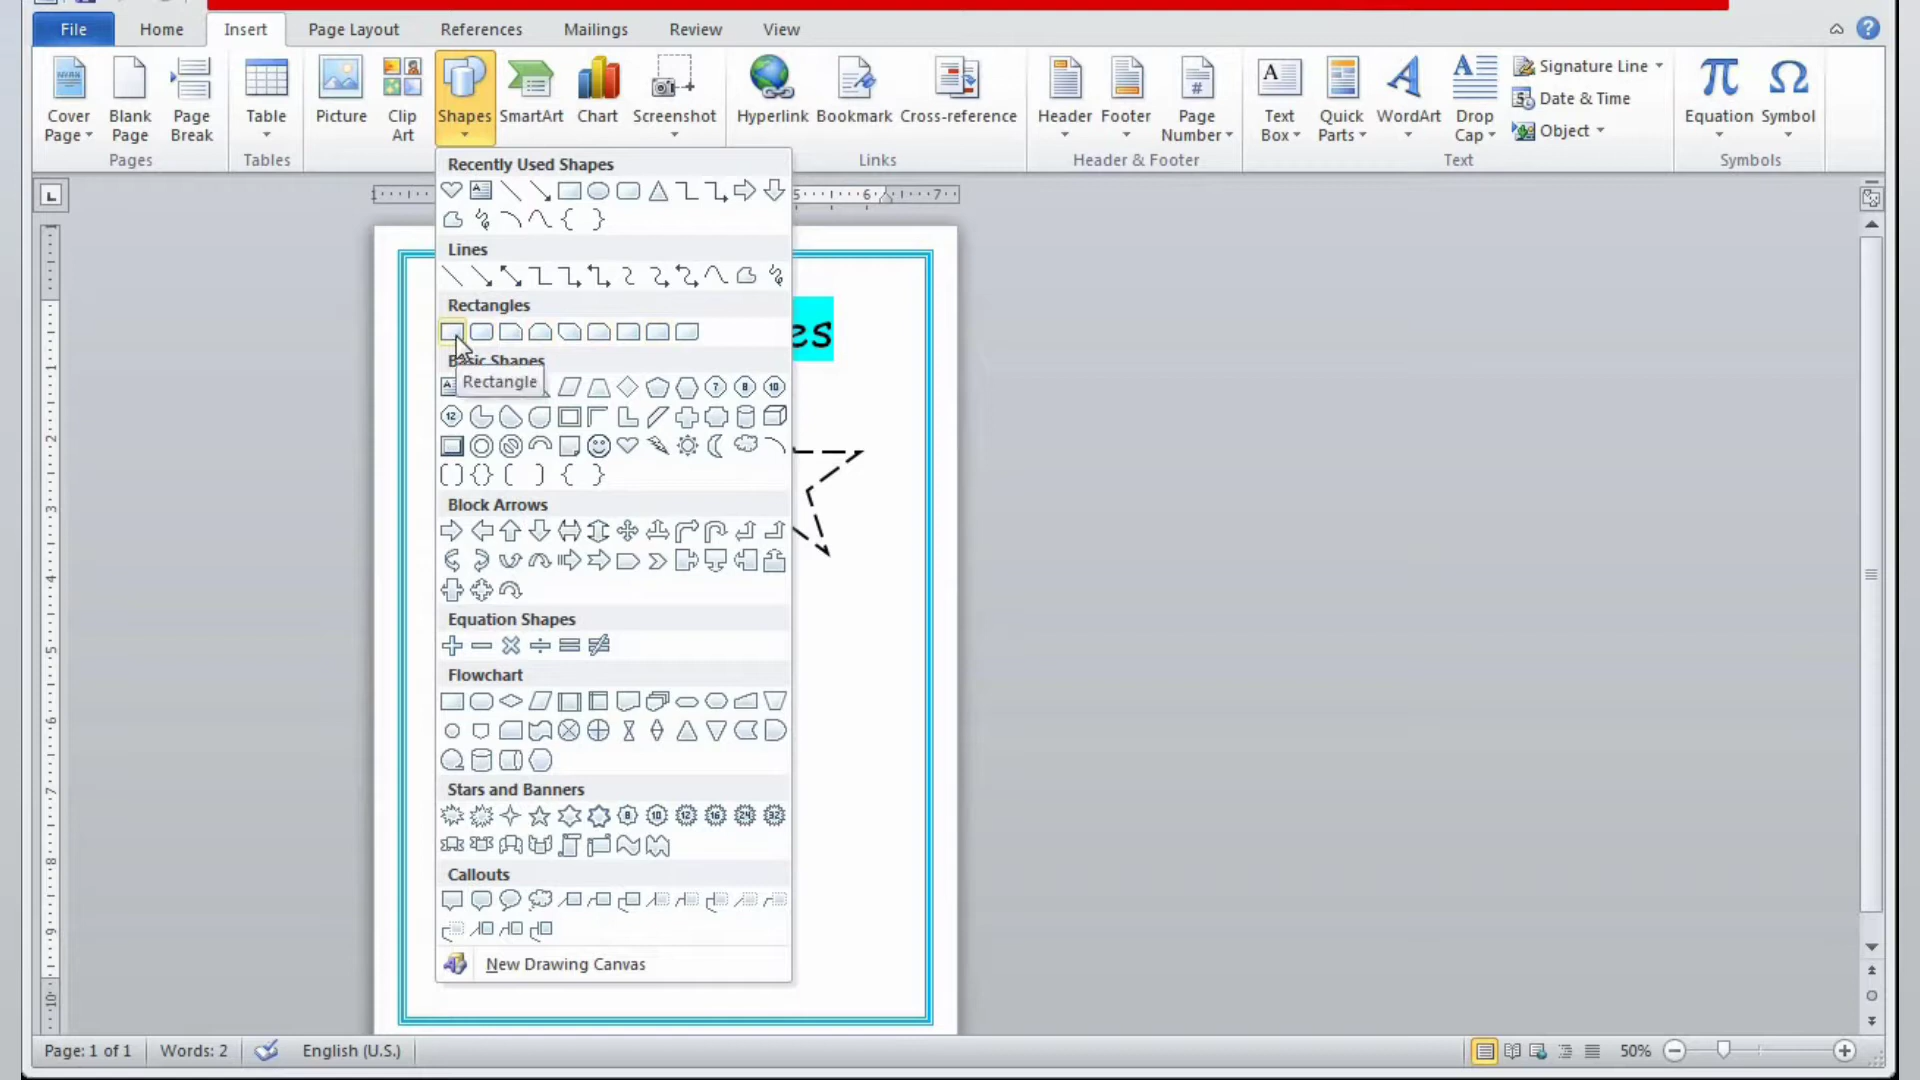 File Home Insert Page Layout References Mailings Review View
Cover Page Blank Page Page Break Table Picture Clip Art Shapes SmartArt Chart Screenshot Hyperlink Bookmark Cross-reference Header Footer Page Number Text Box Quick Parts WordArt Drop Cap Equation Symbol
Signature Line
Date & Time
Object
Pages Tables Links Header & Footer Text Symbols
Recently Used Shapes
Lines
Rectangles
es
Basic Shapes
Rectangle
Block Arrows
Equation Shapes
Flowchart
Stars and Banners
Callouts
New Drawing Canvas
Page: 1 of 1 Words: 2 English (U.S.) 50%